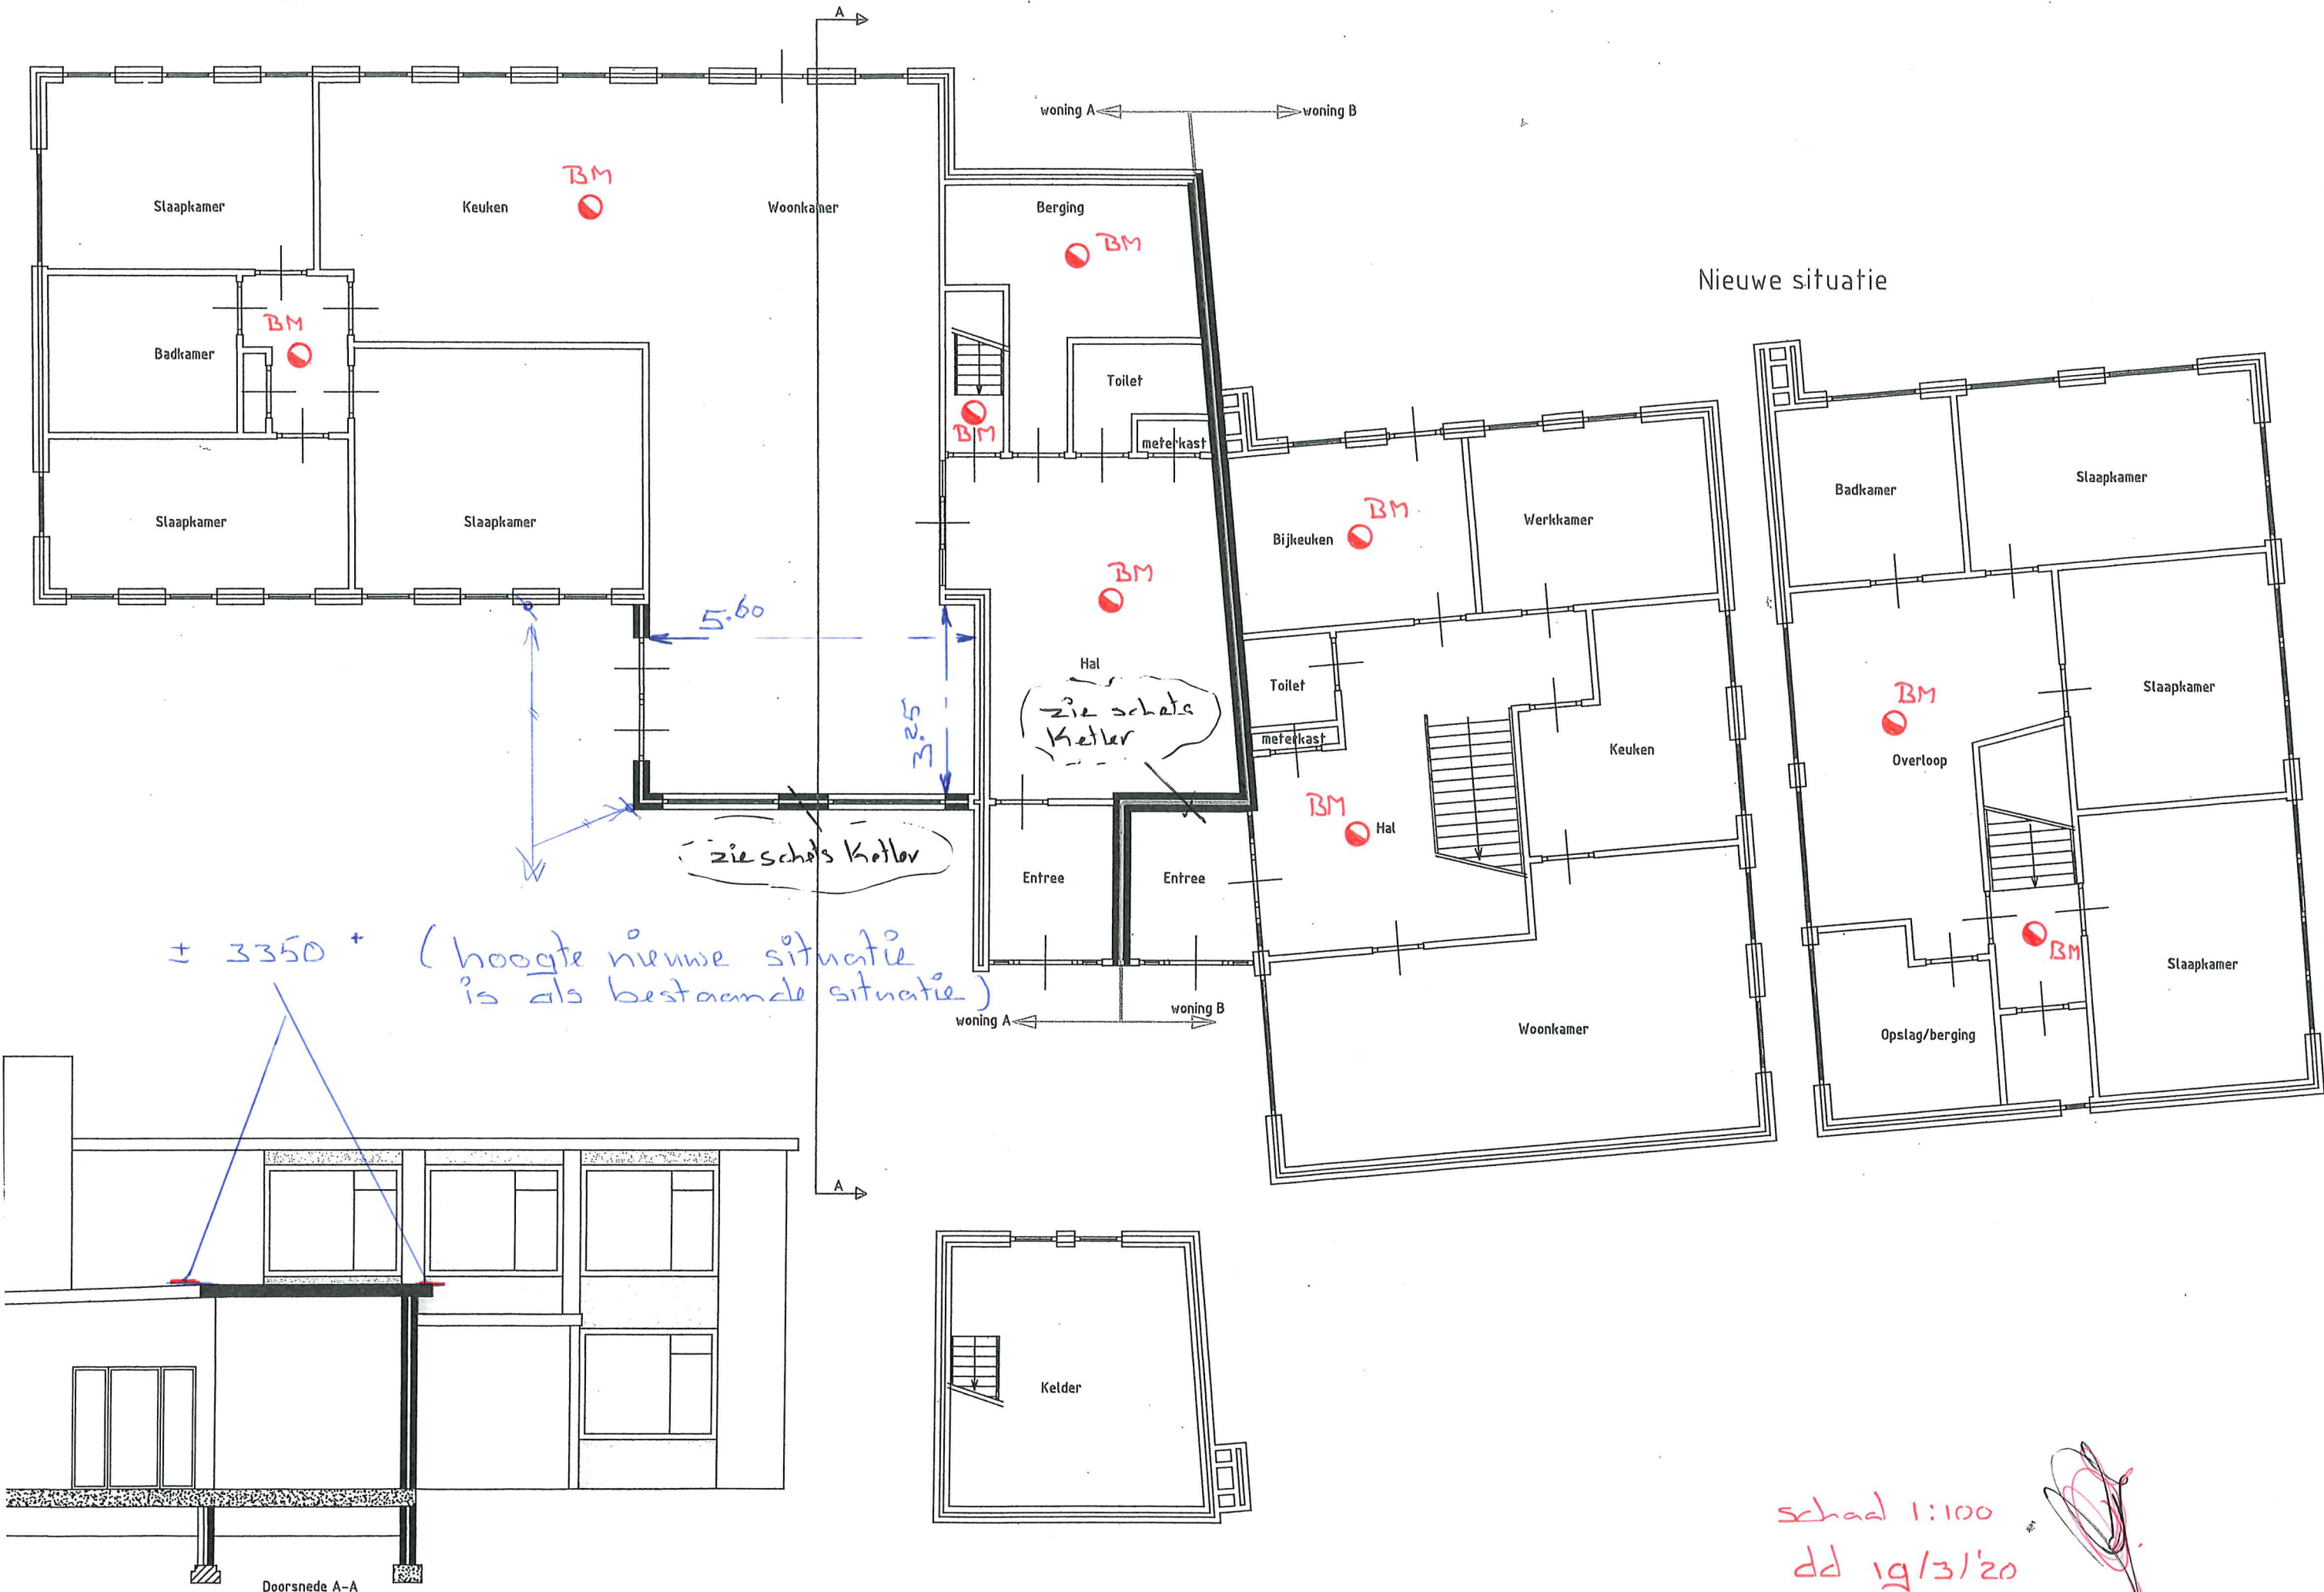 A
woning A
woning B
BM
Slaapkamer
Keuken
Woonkamer
Berging
BM
Nieuwe situatie
BM
Badkamer
Toilet
BM
meterkast
Slaapkamer
Slaapkamer
BM
Bijkeuken
Werkkamer
Badkamer
Slaapkamer
BM
5.60
Hal
3.25
zie schets
Ketler
Toilet
meterkast
Keuken
BM
Overloop
Slaapkamer
BM
Hal
zie schets Ketler
Entree
Entree
± 3350 + (hoogte nieuwe situatie
is als bestaande situatie)
woning A
woning B
Woonkamer
BM
Slaapkamer
Opslag/berging
A
Kelder
Doorsnede A-A
schaal 1:100
dd 19/3/'20